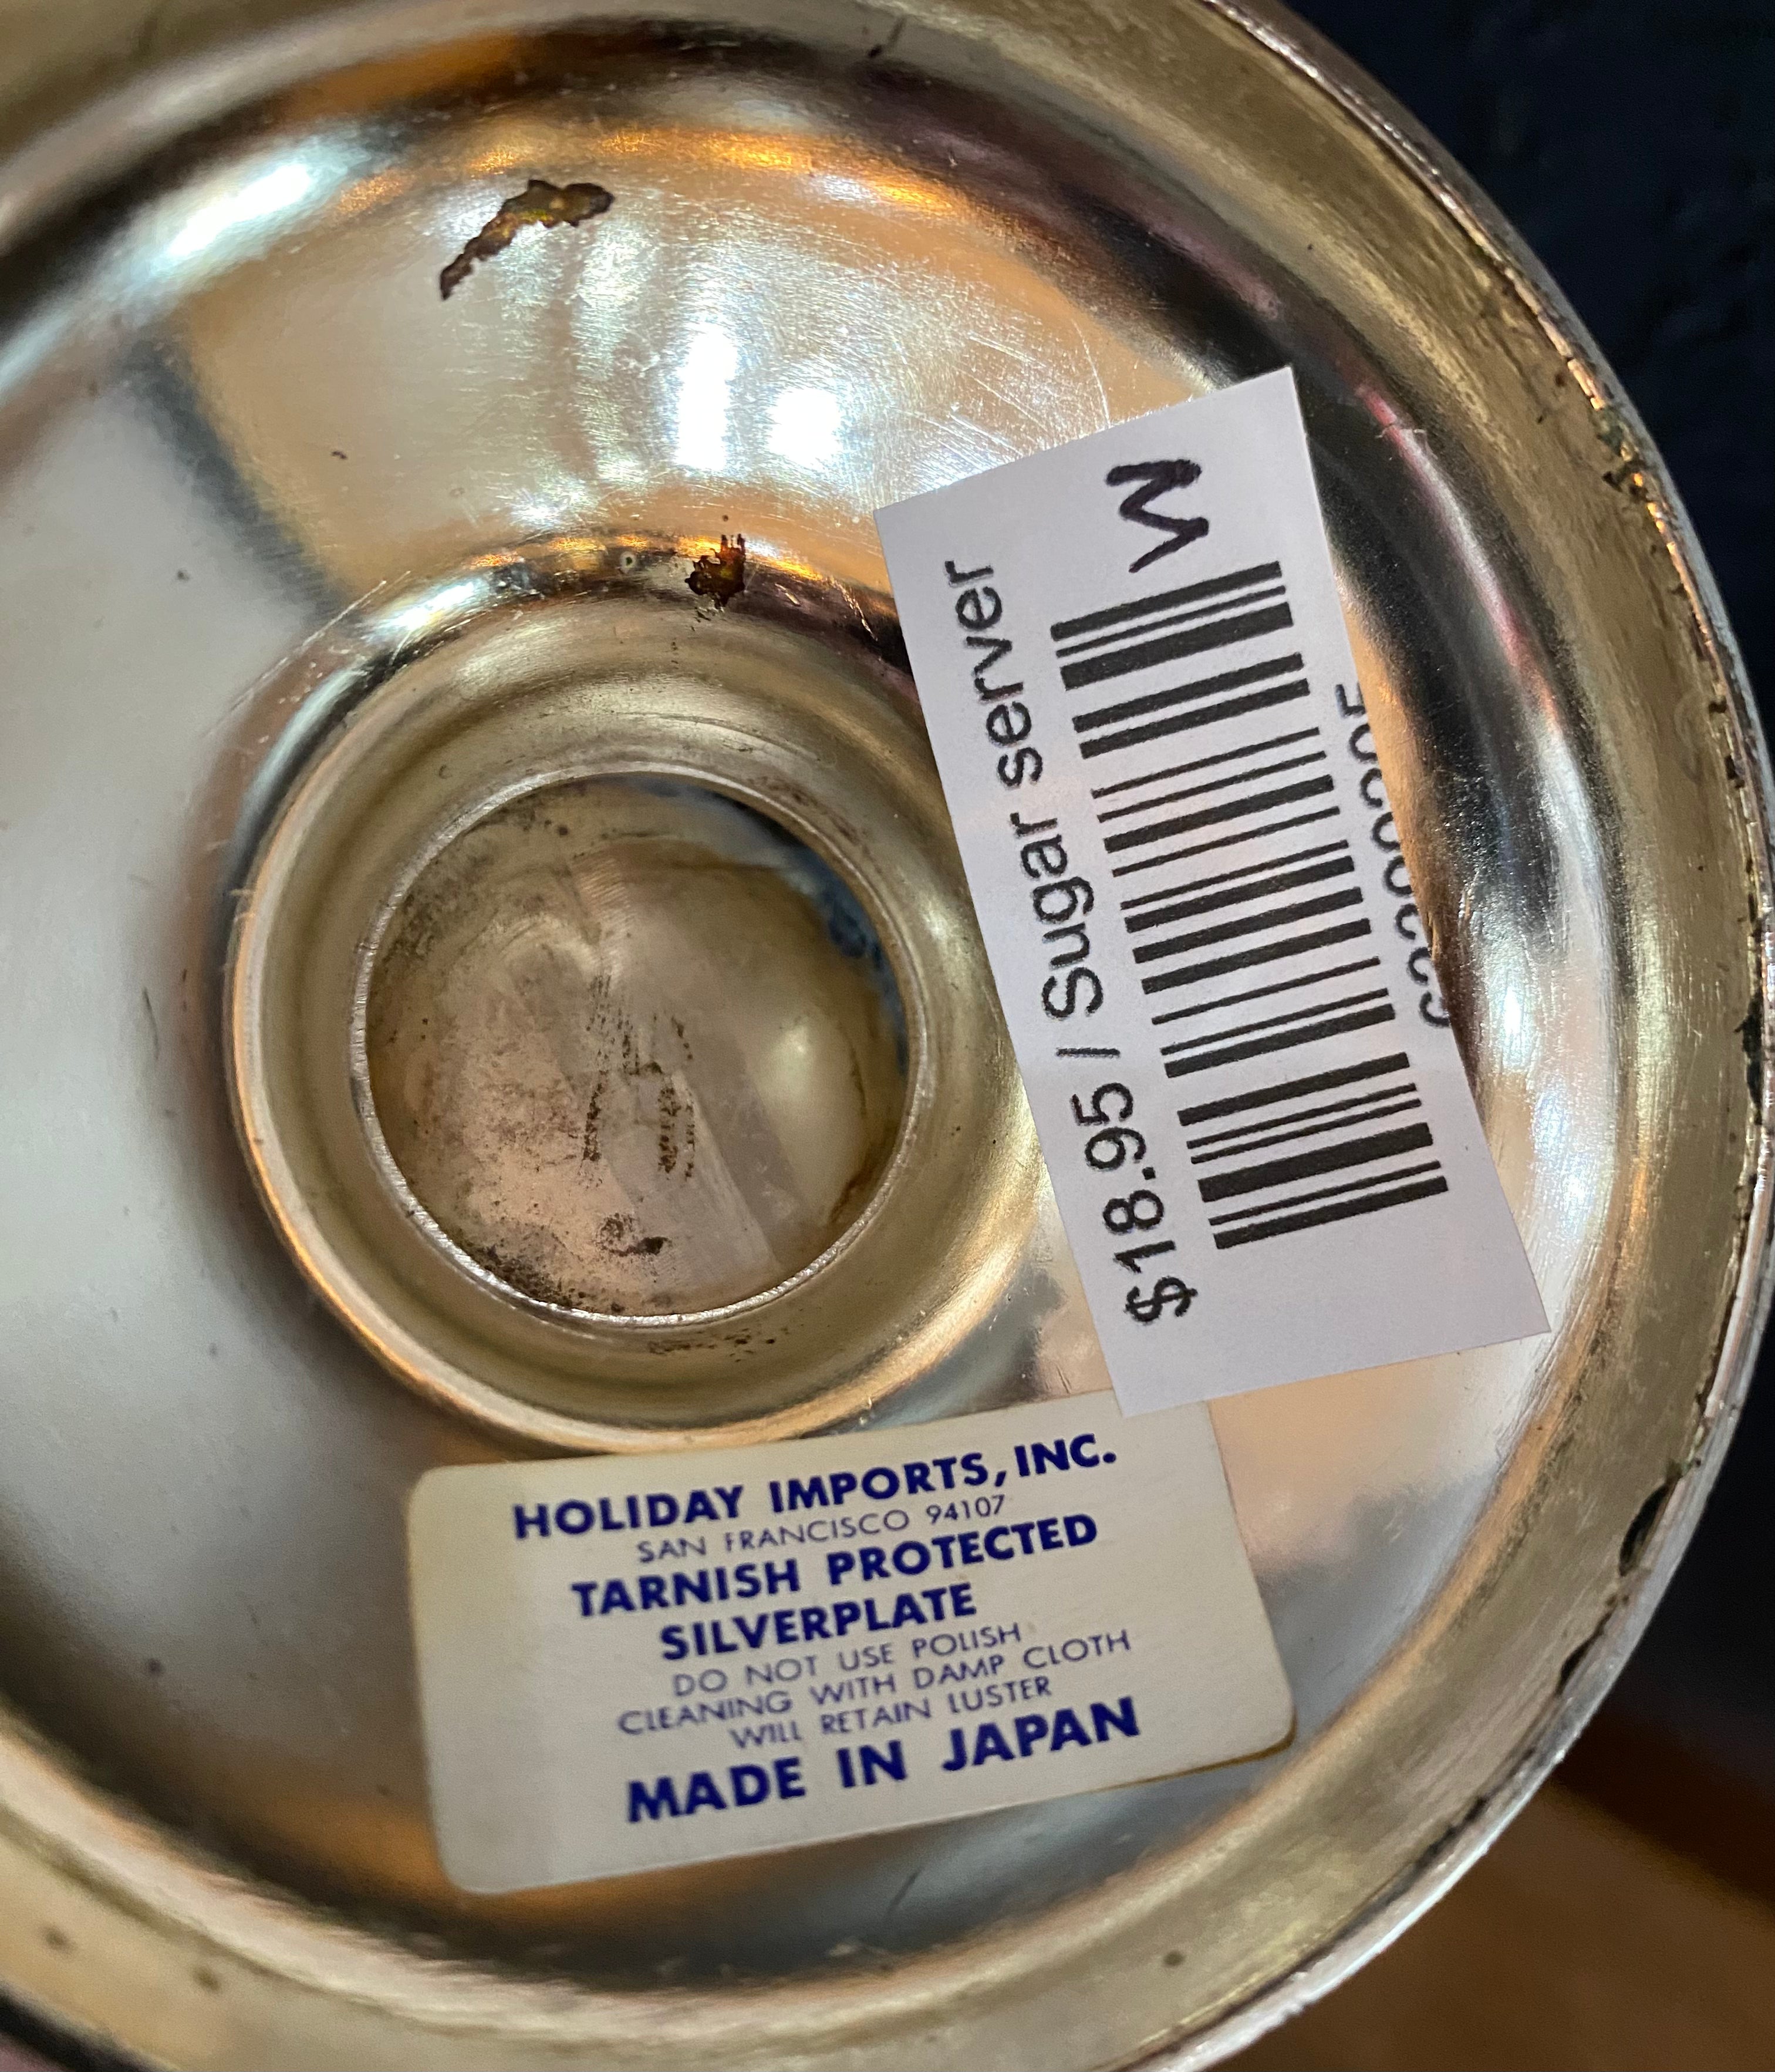 $18.95 / Sugar server
M
HOLIDAY IMPORTS, INC.
SAN FRANCISCO 94107
TARNISH PROTECTED
SILVERPLATE
DO NOT USE POLISH
CLEANING WITH DAMP CLOTH
WILL RETAIN LUSTER
MADE IN JAPAN